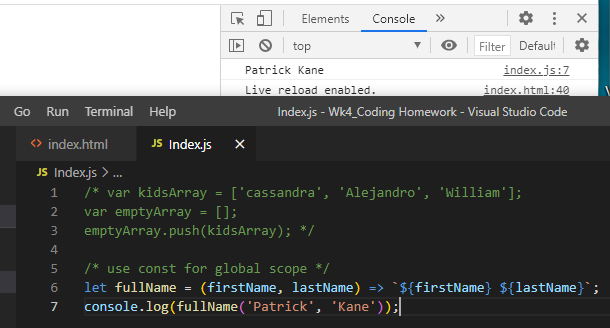 Elements Console »
top Filter Default
Patrick Kane index.js:7
Live reload enabled. index.html:40
Go Run Terminal Help Index.js - Wk4_Coding Homework - Visual Studio Code
<> index.html JS Index.js ×
JS Index.js > ...
1 /* var kidsArray = ['cassandra', 'Alejandro', 'William'];
2 var emptyArray = [];
3 emptyArray.push(kidsArray); */
4
5 /* use const for global scope */
6 let fullName = (firstName, lastName) => `${firstName} ${lastName}`;
7 console.log(fullName('Patrick', 'Kane'));